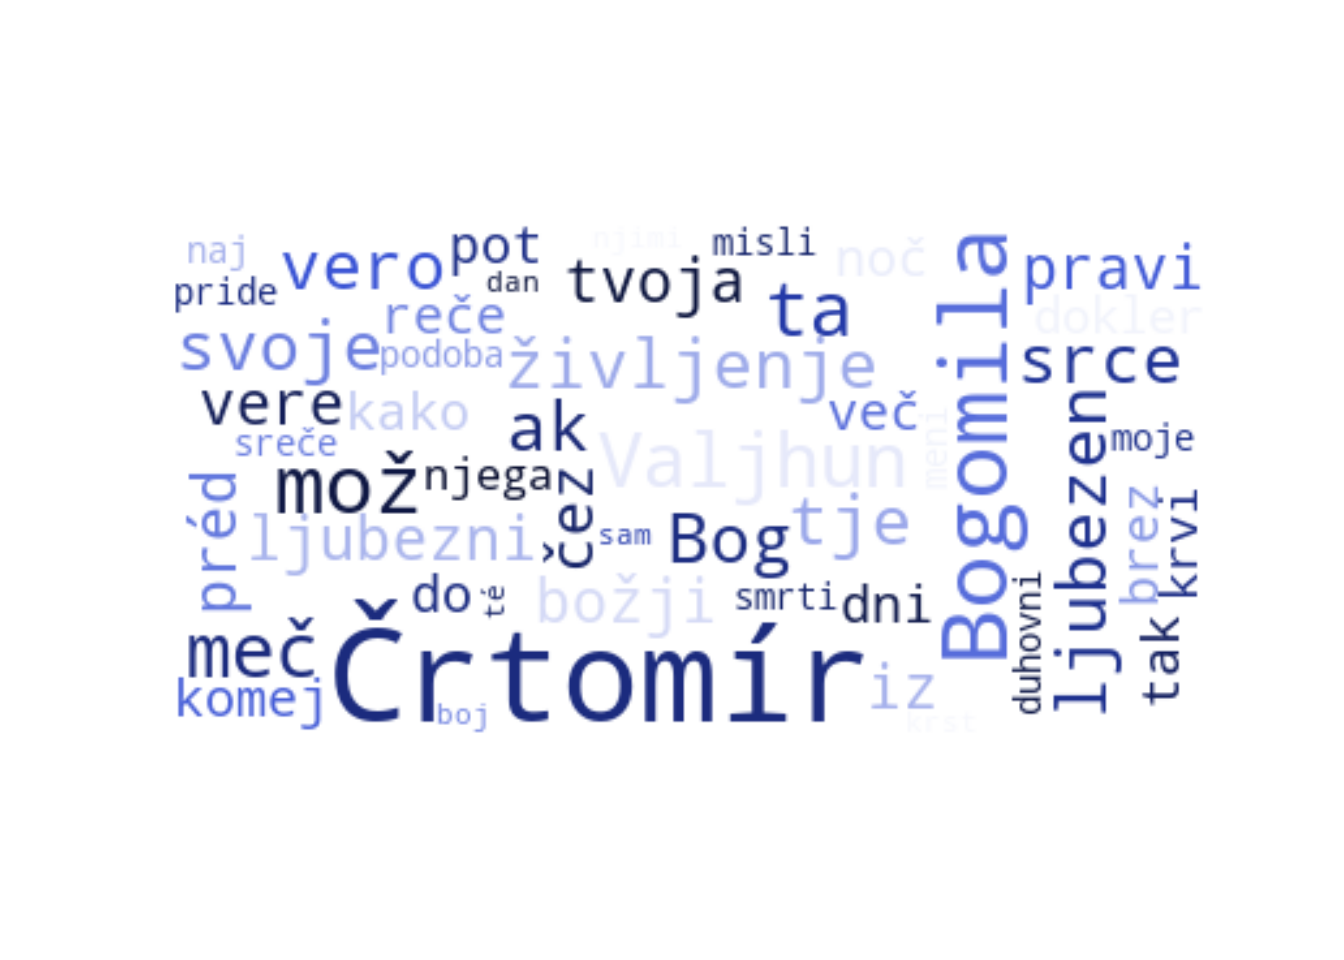 naj
vero
pot
njimi
misli
noč
pravi
pride
dan
tvoja
ta
Bogomila
dokler
reče
svoje
podoba
življenje
srce
vere
kako
ak
več
meni
ljubezen
moje
sreče
mož
njega
čez
Valjhun
préd
ljubezni
sam
Bog
tje
brez
krvi
do
te
božji
smrti
dni
duhovni
tak
meč
Črtomír
iz
komej
boj
krst